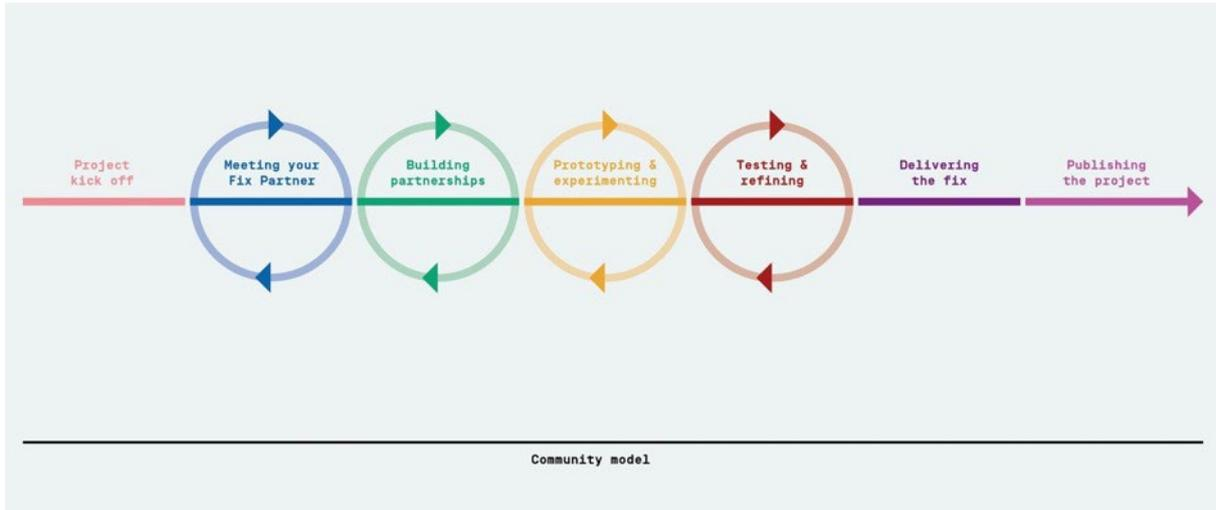 Project
kick off
Meeting your
Fix Partner
Building
partnerships
Prototyping &
experimenting
Testing &
refining
Delivering
the fix
Publishing
the project
Community model